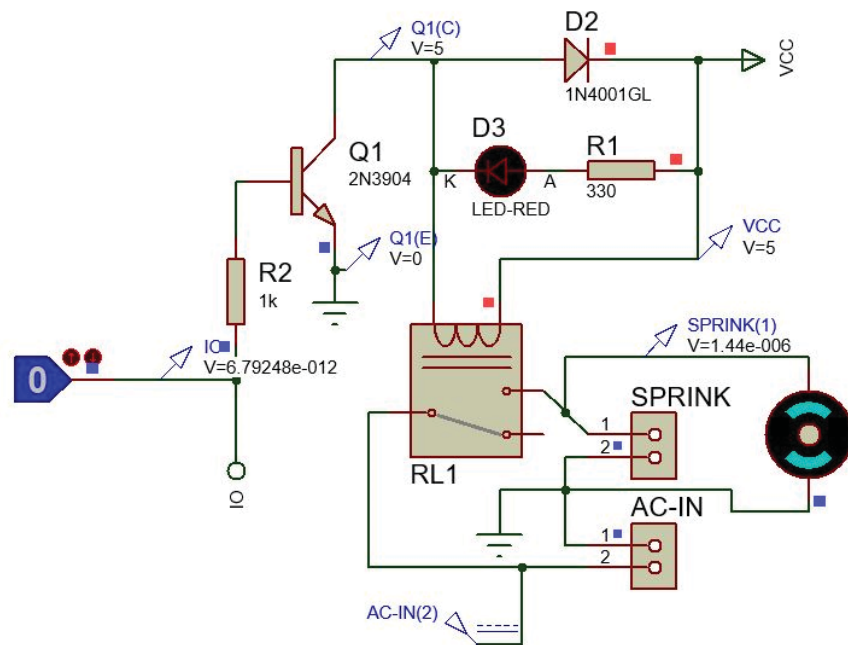 Q1(C)
V=5
D2
1N4001GL
VCC
D3
R1
K
A
330
LED-RED
Q1
2N3904
Q1(E)
V=0
VCC
V=5
R2
1k
IO
V=6.79248e-012
0
IO
SPRINK(1)
V=1.44e-006
RL1
SPRINK
1
2
AC-IN
1
2
AC-IN(2)